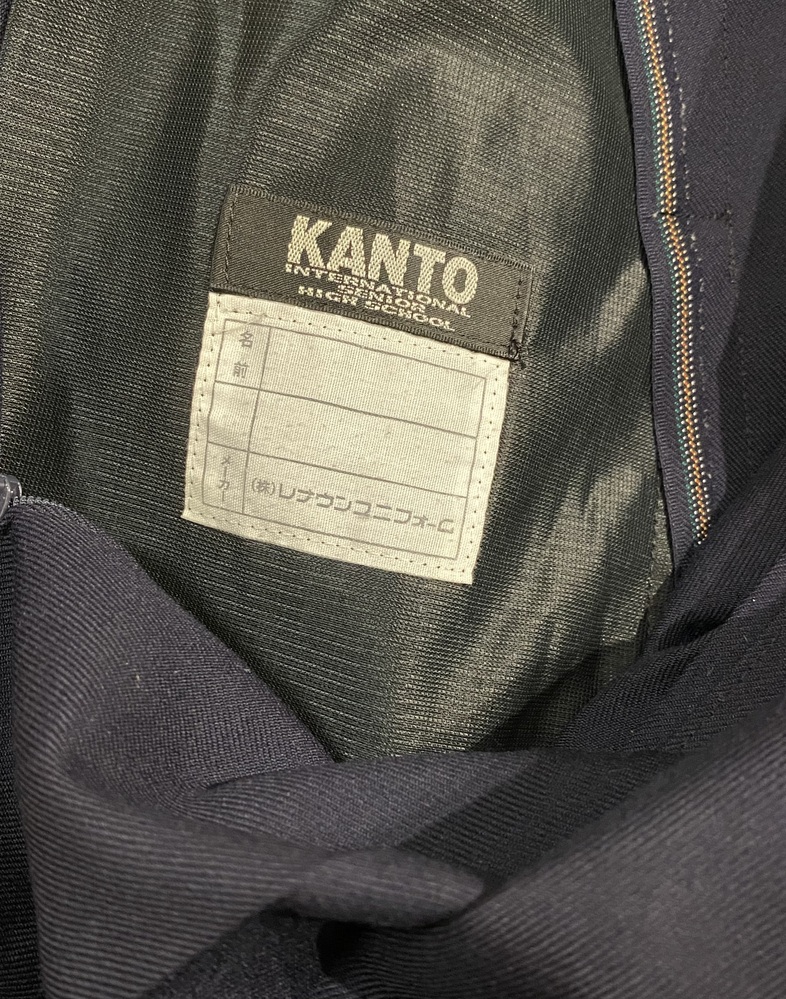 KANTO
INTERNATIONAL
SENIOR
HIGH SCHOOL
名前
メーカー (株)レナウンユニフォーム